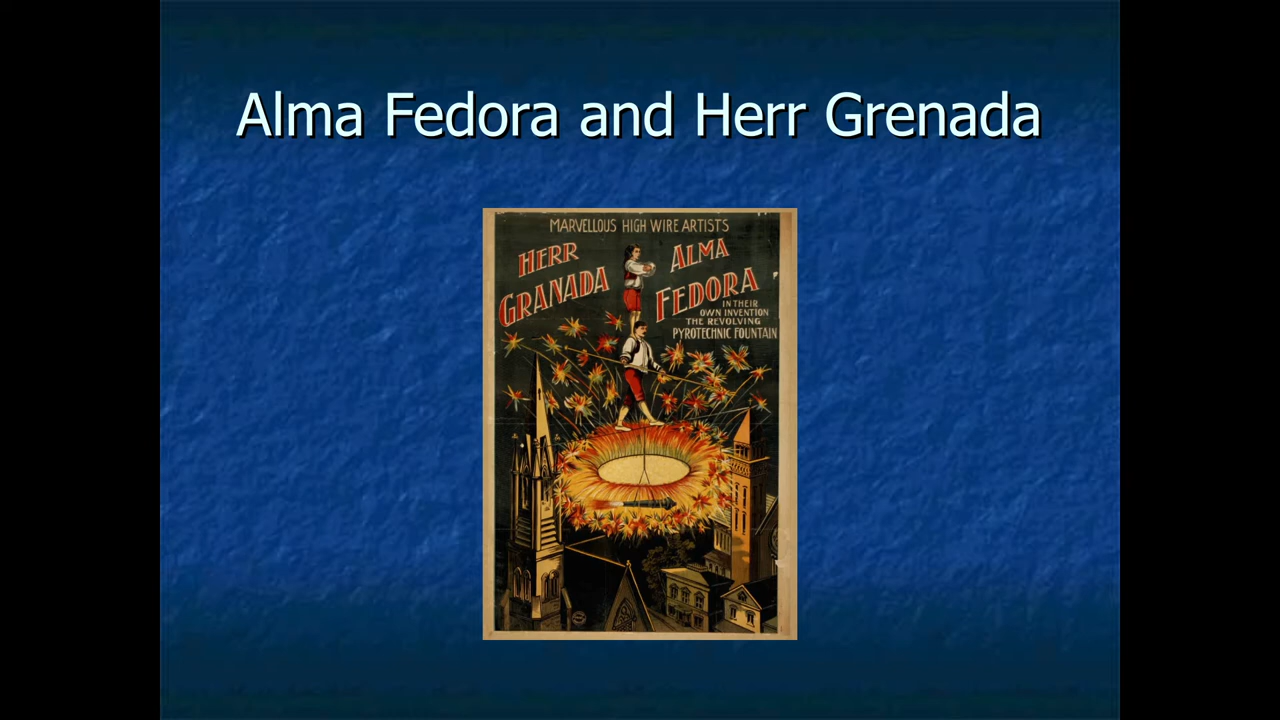 Alma Fedora and Herr Grenada
MARVELLOUS HIGH WIRE ARTISTS
HERR
GRANADA
ALMA
FEDORA
IN THEIR
OWN INVENTION
THE REVOLVING
PYROTECHNIC FOUNTAIN